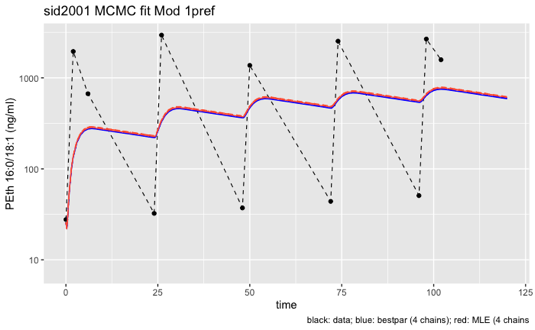 sid2001 MCMC fit Mod 1pref
PEth 16:0/18:1 (ng/ml)
1000
100
10
0 25 50 75 100 125
time
black: data; blue: bestpar (4 chains); red: MLE (4 chains